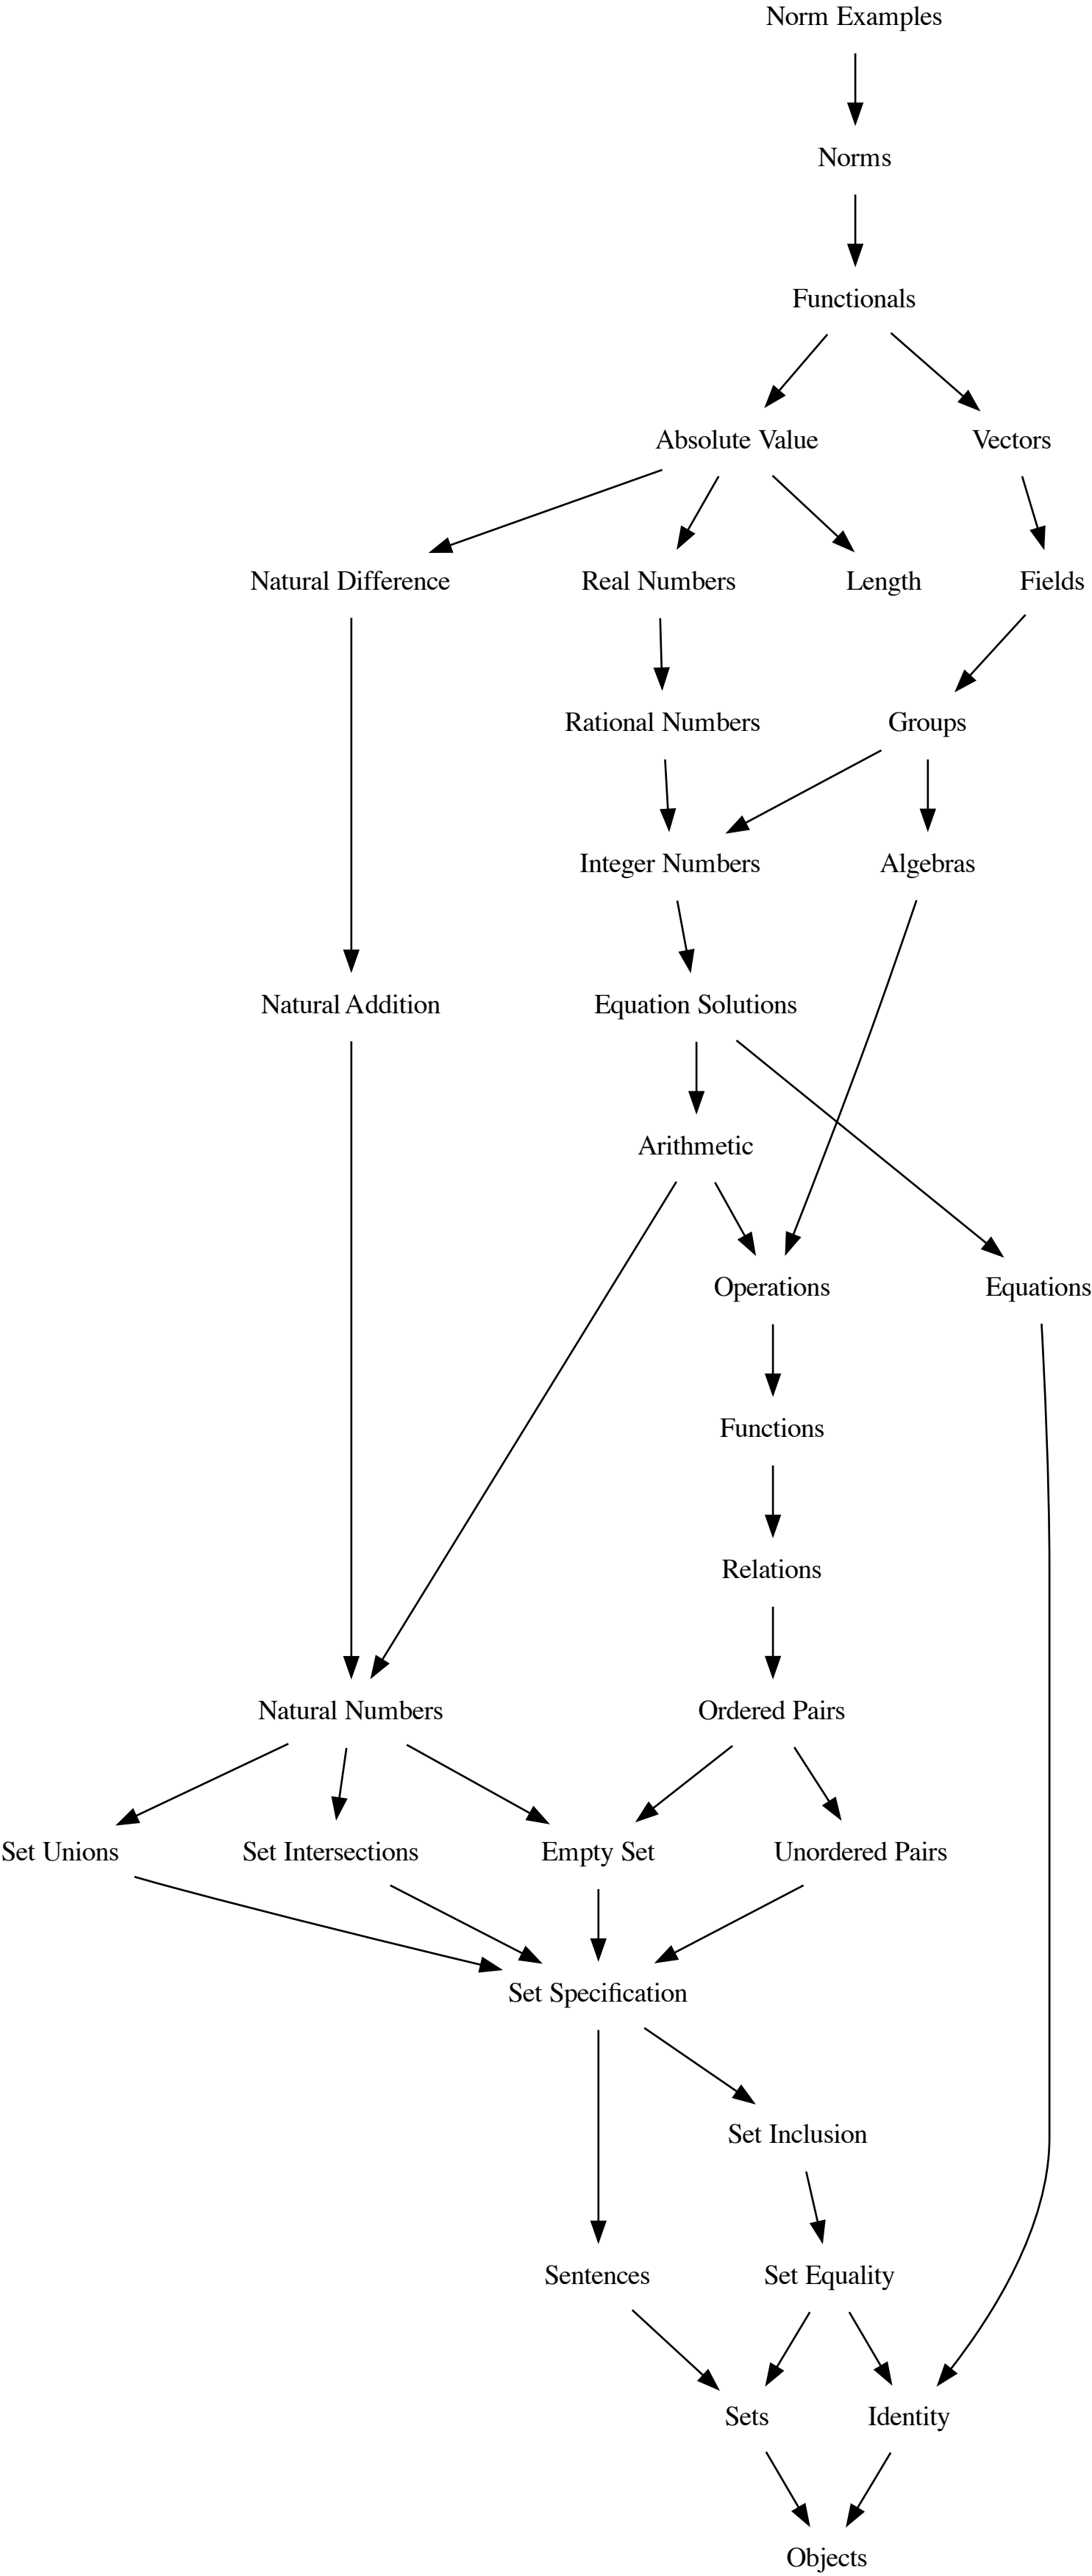 Norm Examples
Norms
Functionals
Absolute Value
Vectors
Natural Difference
Real Numbers
Length
Fields
Rational Numbers
Groups
Integer Numbers
Algebras
Natural Addition
Equation Solutions
Arithmetic
Operations
Equations
Functions
Relations
Natural Numbers
Ordered Pairs
Set Unions
Set Intersections
Empty Set
Unordered Pairs
Set Specification
Set Inclusion
Sentences
Set Equality
Sets
Identity
Objects